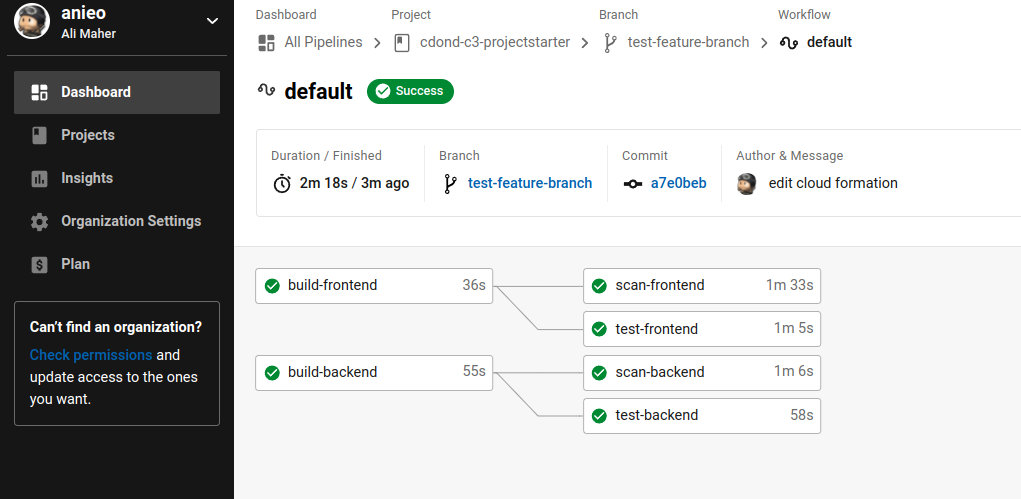 anieo
Ali Maher
Dashboard
Projects
Insights
Organization Settings
Plan
Can't find an organization?
Check permissions and
update access to the ones
you want.
Dashboard Project Branch Workflow
All Pipelines cdond-c3-projectstarter test-feature-branch default
default Success
Duration / Finished Branch Commit Author & Message
2m 18s / 3m ago test-feature-branch a7e0beb edit cloud formation
build-frontend 36s scan-frontend 1m 33s
test-frontend 1m 5s
build-backend 55s scan-backend 1m 6s
test-backend 58s